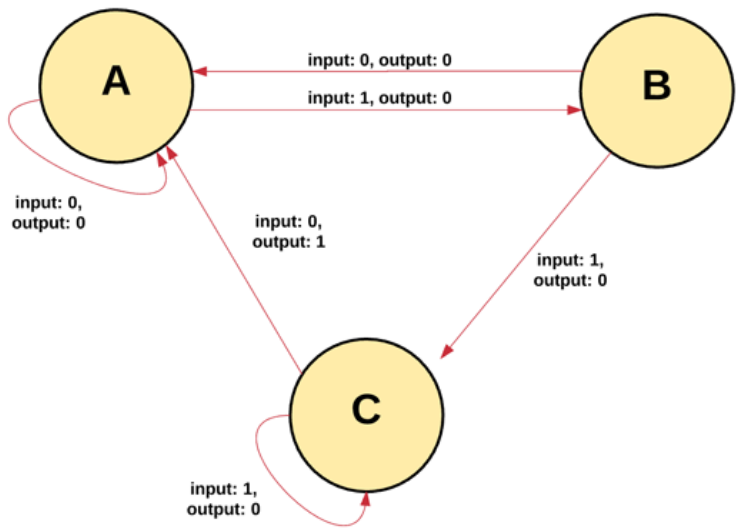 A
B
input: 0, output: 0
input: 1, output: 0
input: 0,
output: 0
input: 0,
output: 1
input: 1,
output: 0
C
input: 1,
output: 0